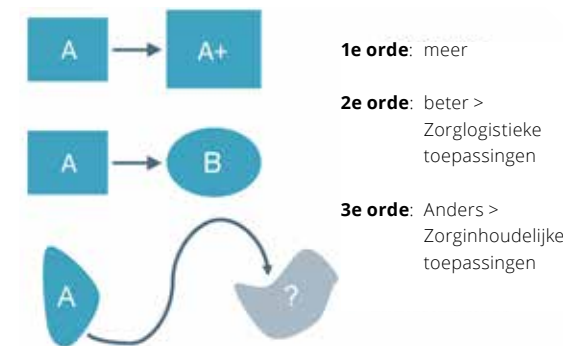 A
A+
1e orde: meer
A
B
2e orde: beter >
Zorglogistieke
toepassingen
A
?
3e orde: Anders >
Zorginhoudelijke
toepassingen